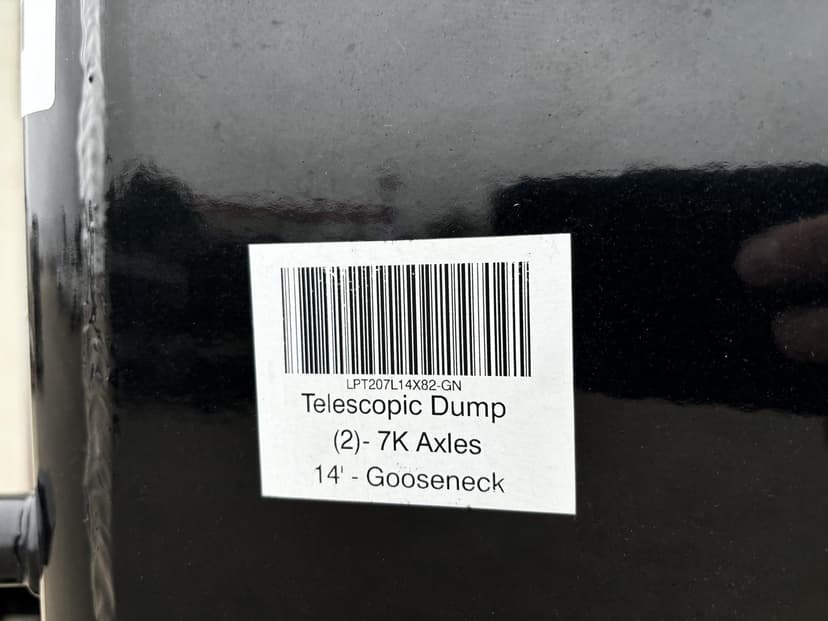 LPT207L14X82-GN
Telescopic Dump
(2)- 7K Axles
14' - Gooseneck